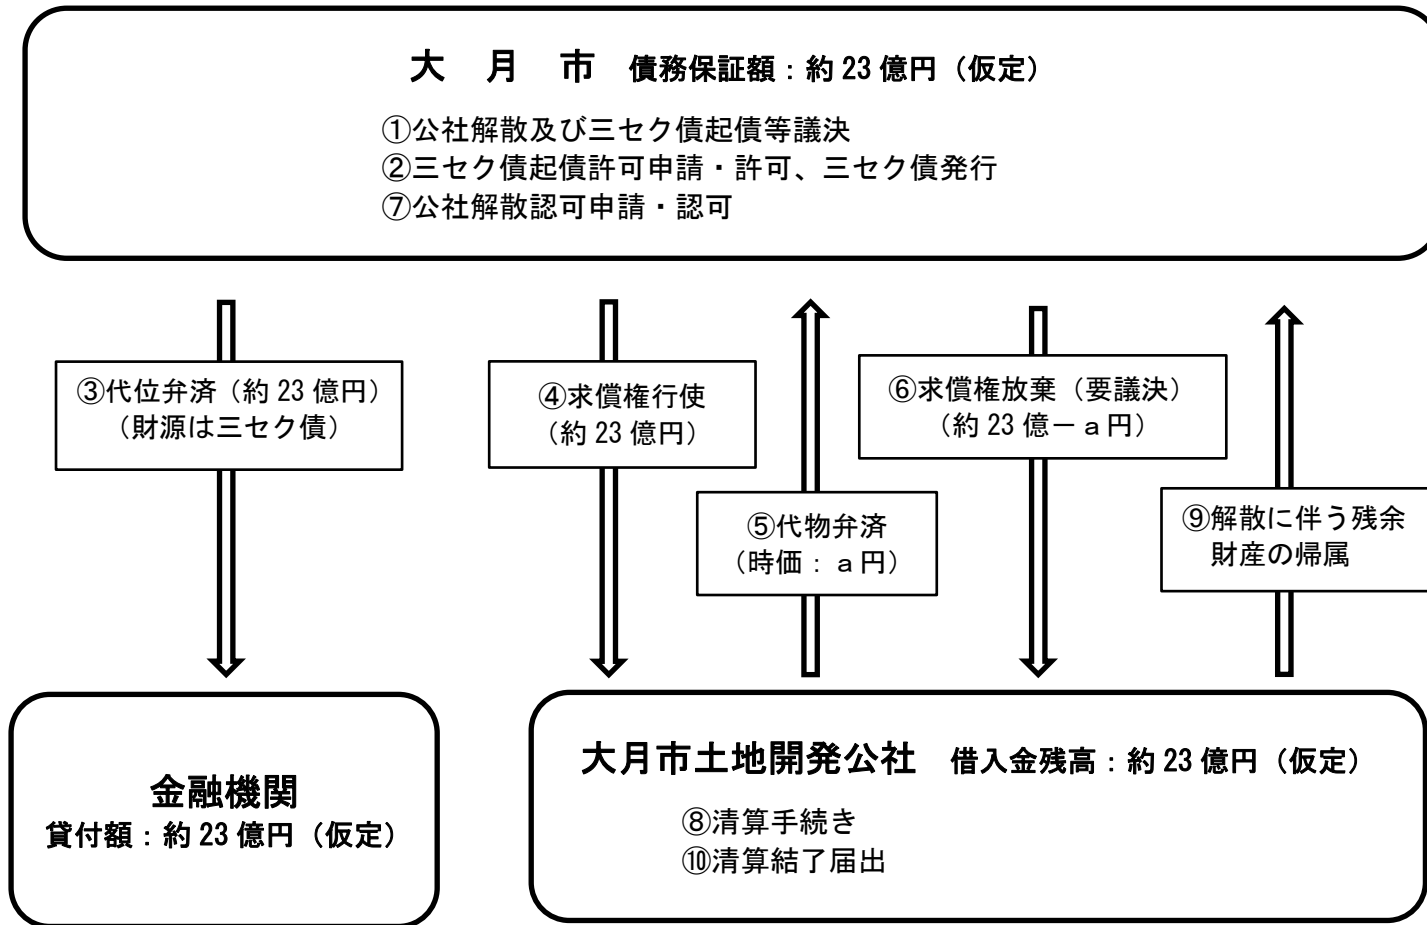 大　月　市　債務保証額：約 23 億円（仮定）
①公社解散及び三セク債起債等議決
②三セク債起債許可申請・許可、三セク債発行
⑦公社解散認可申請・認可
③代位弁済（約 23 億円）
（財源は三セク債）
④求償権行使
（約 23 億円）
⑤代物弁済
（時価：ａ円）
⑥求償権放棄（要議決）
（約 23 億－ａ円）
⑨解散に伴う残余
財産の帰属
金融機関
貸付額：約 23 億円（仮定）
大月市土地開発公社　借入金残高：約 23 億円（仮定）
⑧清算手続き
⑩清算結了届出